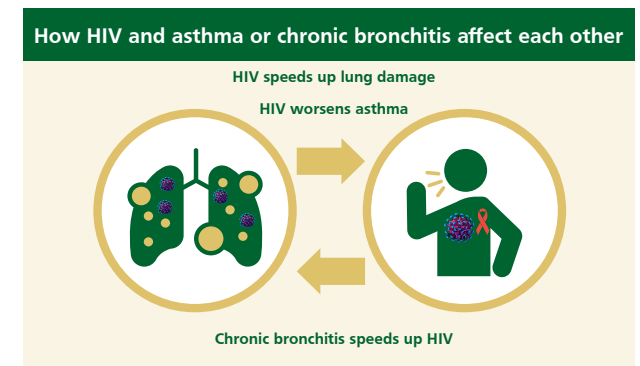 How HIV and asthma or chronic bronchitis affect each other
HIV speeds up lung damage
HIV worsens asthma
Chronic bronchitis speeds up HIV